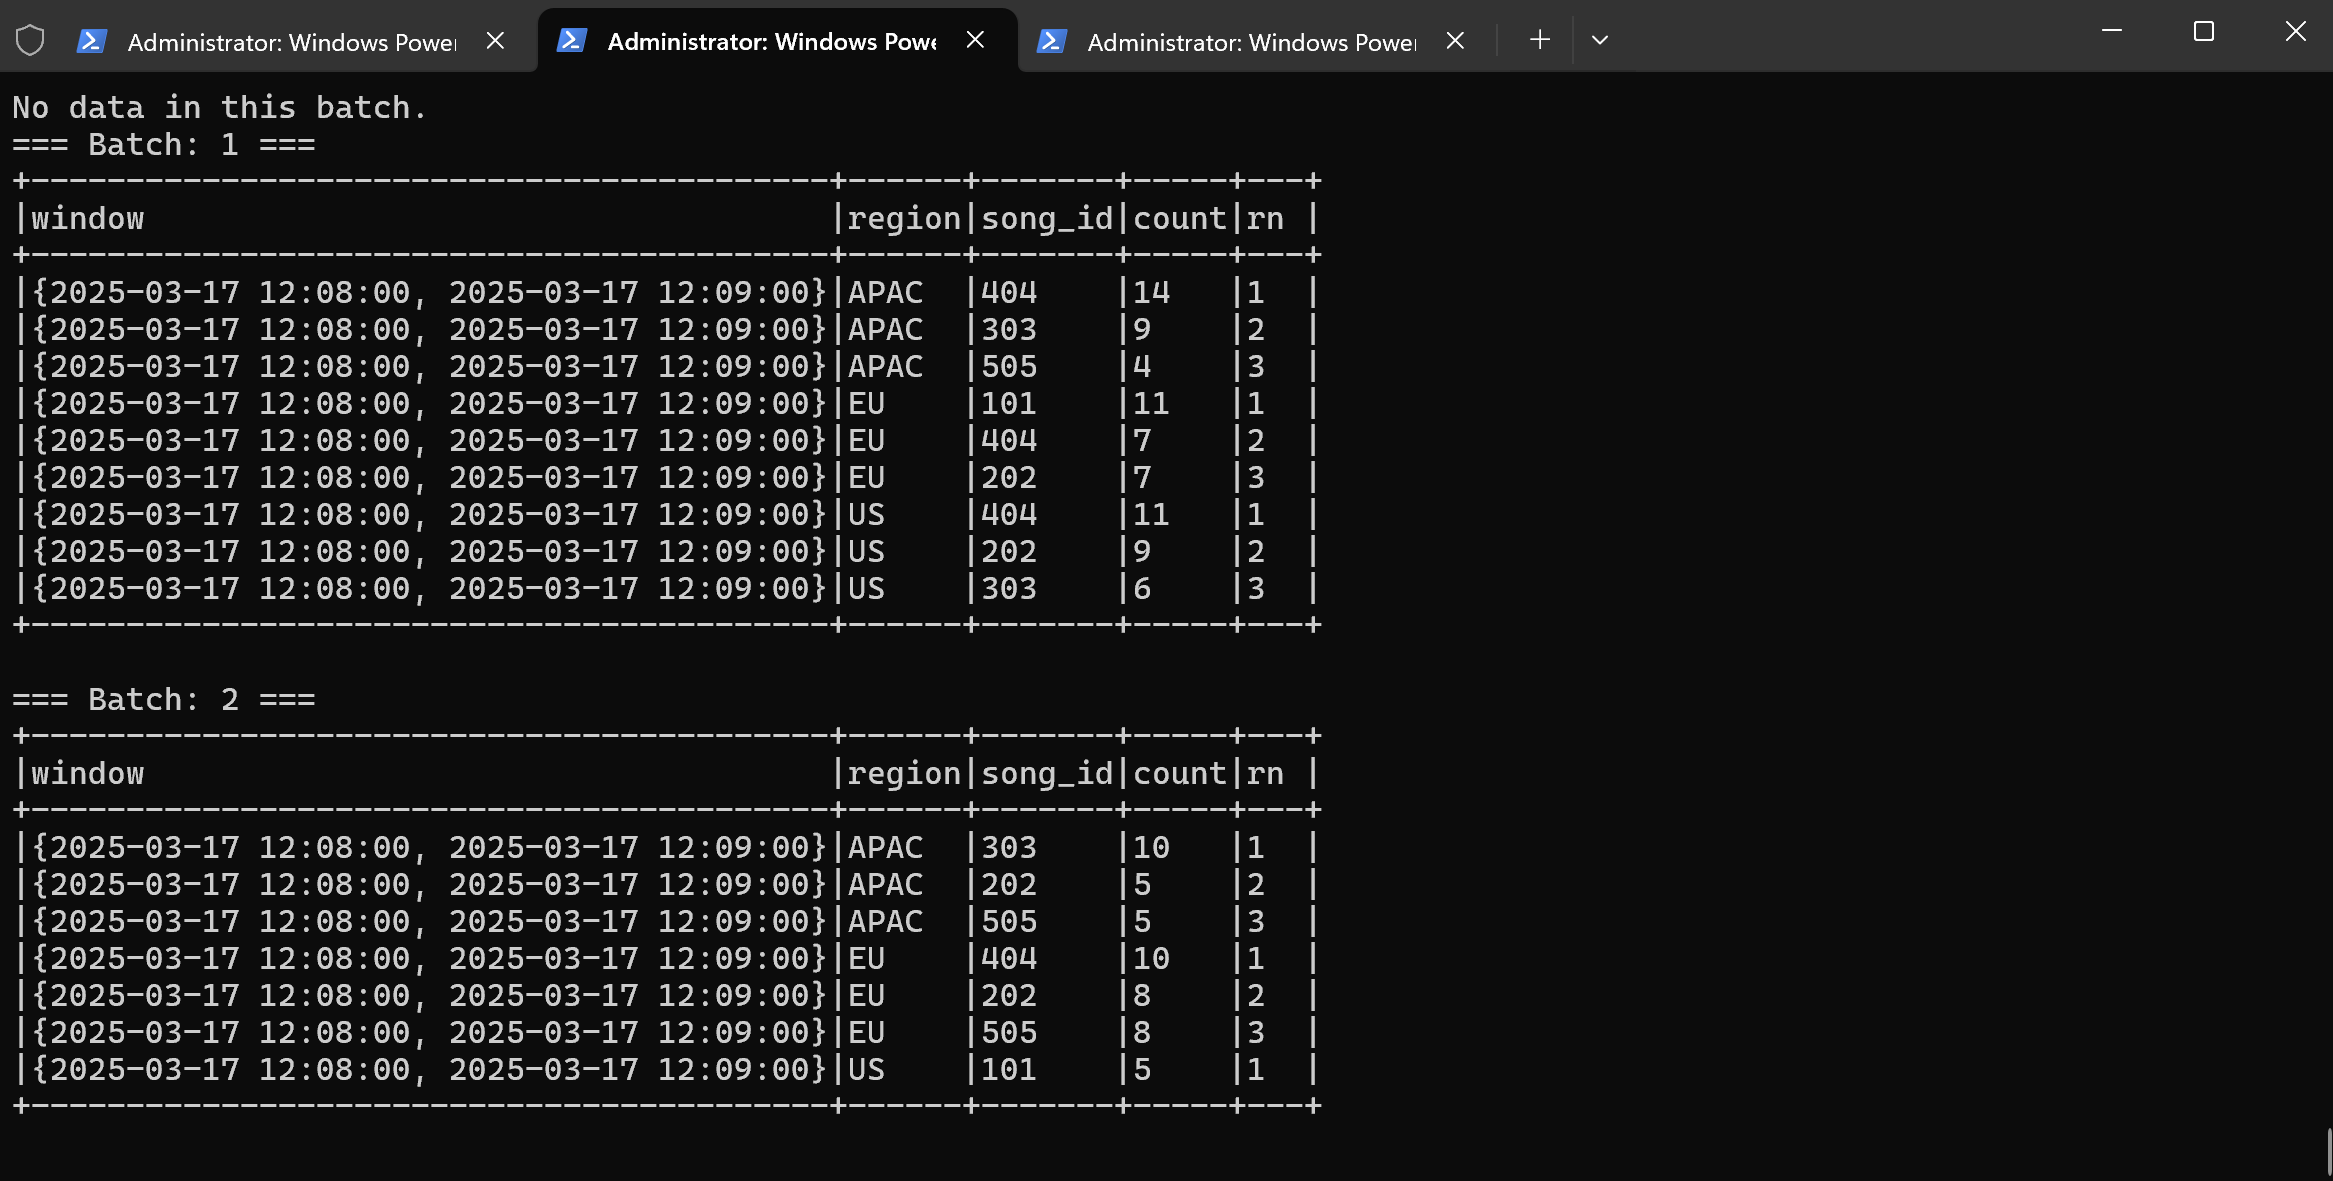 Administrator: Windows Power Administrator: Windows Powe Administrator: Windows Power
No data in this batch.
=== Batch: 1 ===
+------------------------------------------+------+-------+-----+---+
|window                                    |region|song_id|count|rn |
+------------------------------------------+------+-------+-----+---+
|{2025-03-17 12:08:00, 2025-03-17 12:09:00}|APAC  |404    |14   |1  |
|{2025-03-17 12:08:00, 2025-03-17 12:09:00}|APAC  |303    |9    |2  |
|{2025-03-17 12:08:00, 2025-03-17 12:09:00}|APAC  |505    |4    |3  |
|{2025-03-17 12:08:00, 2025-03-17 12:09:00}|EU    |101    |11   |1  |
|{2025-03-17 12:08:00, 2025-03-17 12:09:00}|EU    |404    |7    |2  |
|{2025-03-17 12:08:00, 2025-03-17 12:09:00}|EU    |202    |7    |3  |
|{2025-03-17 12:08:00, 2025-03-17 12:09:00}|US    |404    |11   |1  |
|{2025-03-17 12:08:00, 2025-03-17 12:09:00}|US    |202    |9    |2  |
|{2025-03-17 12:08:00, 2025-03-17 12:09:00}|US    |303    |6    |3  |
+------------------------------------------+------+-------+-----+---+
=== Batch: 2 ===
+------------------------------------------+------+-------+-----+---+
|window                                    |region|song_id|count|rn |
+------------------------------------------+------+-------+-----+---+
|{2025-03-17 12:08:00, 2025-03-17 12:09:00}|APAC  |303    |10   |1  |
|{2025-03-17 12:08:00, 2025-03-17 12:09:00}|APAC  |202    |5    |2  |
|{2025-03-17 12:08:00, 2025-03-17 12:09:00}|APAC  |505    |5    |3  |
|{2025-03-17 12:08:00, 2025-03-17 12:09:00}|EU    |404    |10   |1  |
|{2025-03-17 12:08:00, 2025-03-17 12:09:00}|EU    |202    |8    |2  |
|{2025-03-17 12:08:00, 2025-03-17 12:09:00}|EU    |505    |8    |3  |
|{2025-03-17 12:08:00, 2025-03-17 12:09:00}|US    |101    |5    |1  |
+------------------------------------------+------+-------+-----+---+